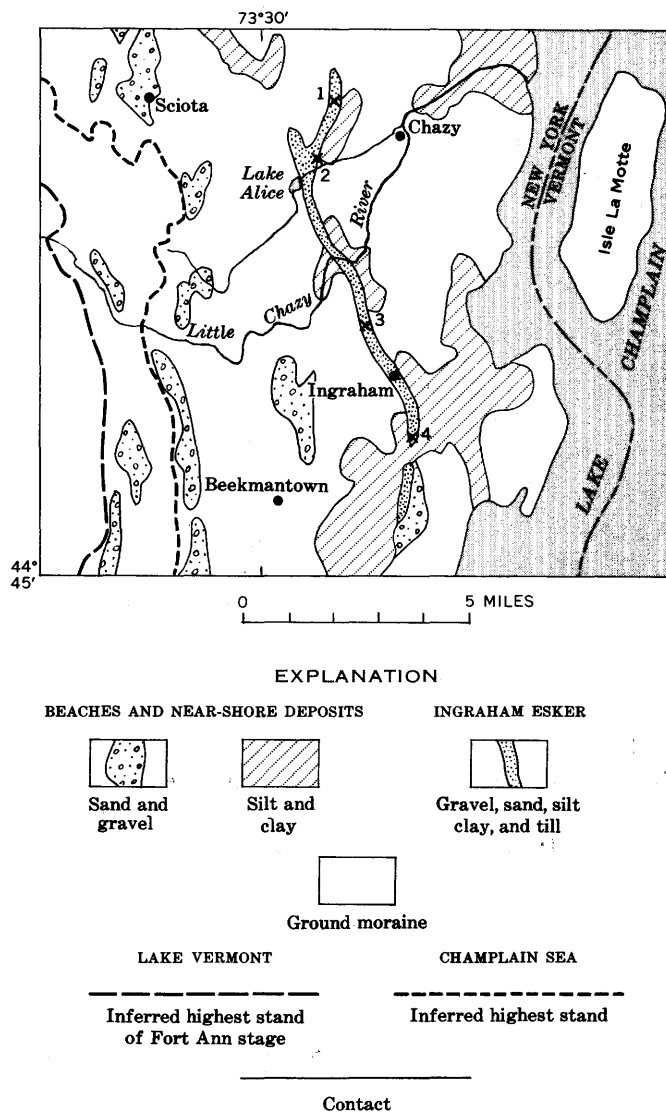 73°30'
Sciota
1
Chazy
2
Lake
Alice
River
NEW YORK
VERMONT
Isle La Motte
CHAMPLAIN
Chazy
3
Little
Ingraham
4
Beekmantown
LAKE
44°
45'
0 5 MILES
EXPLANATION
BEACHES AND NEAR-SHORE DEPOSITS
INGRAHAM ESKER
Sand and
gravel
Silt and
clay
Gravel, sand, silt
clay, and till
Ground moraine
LAKE VERMONT
Inferred highest stand
of Fort Ann stage
CHAMPLAIN SEA
Inferred highest stand
Contact